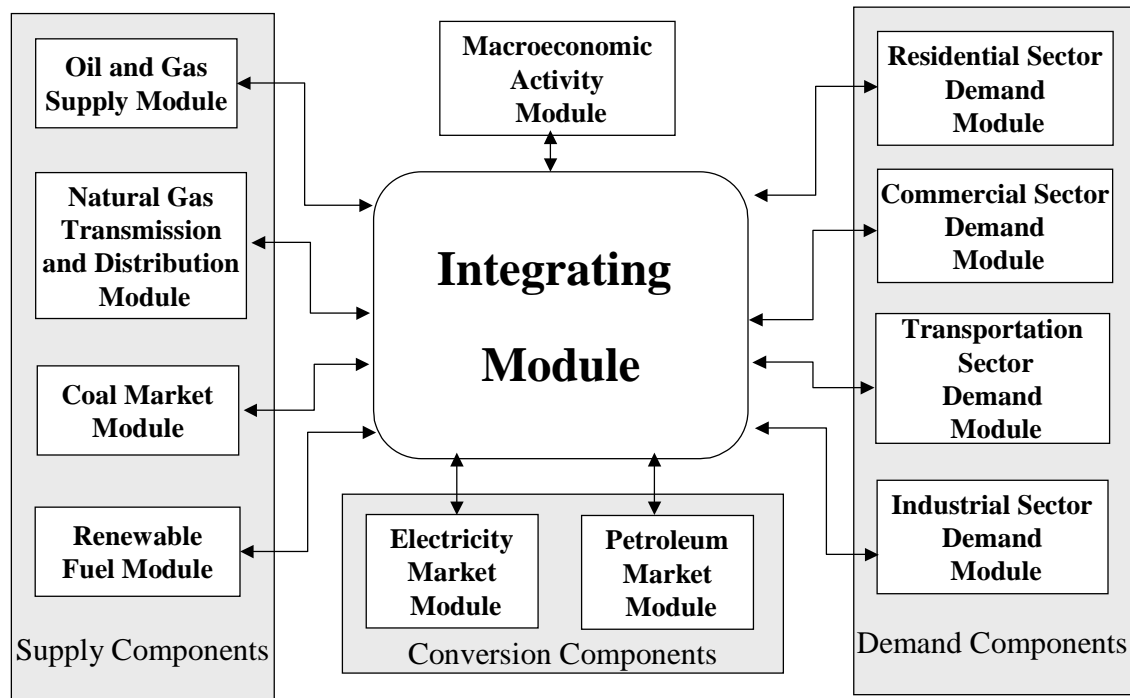 Oil and Gas
Supply Module
Natural Gas
Transmission
and Distribution
Module
Coal Market
Module
Renewable
Fuel Module
Supply Components
Macroeconomic
Activity
Module
Integrating
Module
Electricity
Market
Module
Petroleum
Market
Module
Conversion Components
Residential Sector
Demand
Module
Commercial Sector
Demand
Module
Transportation
Sector
Demand
Module
Industrial Sector
Demand
Module
Demand Components